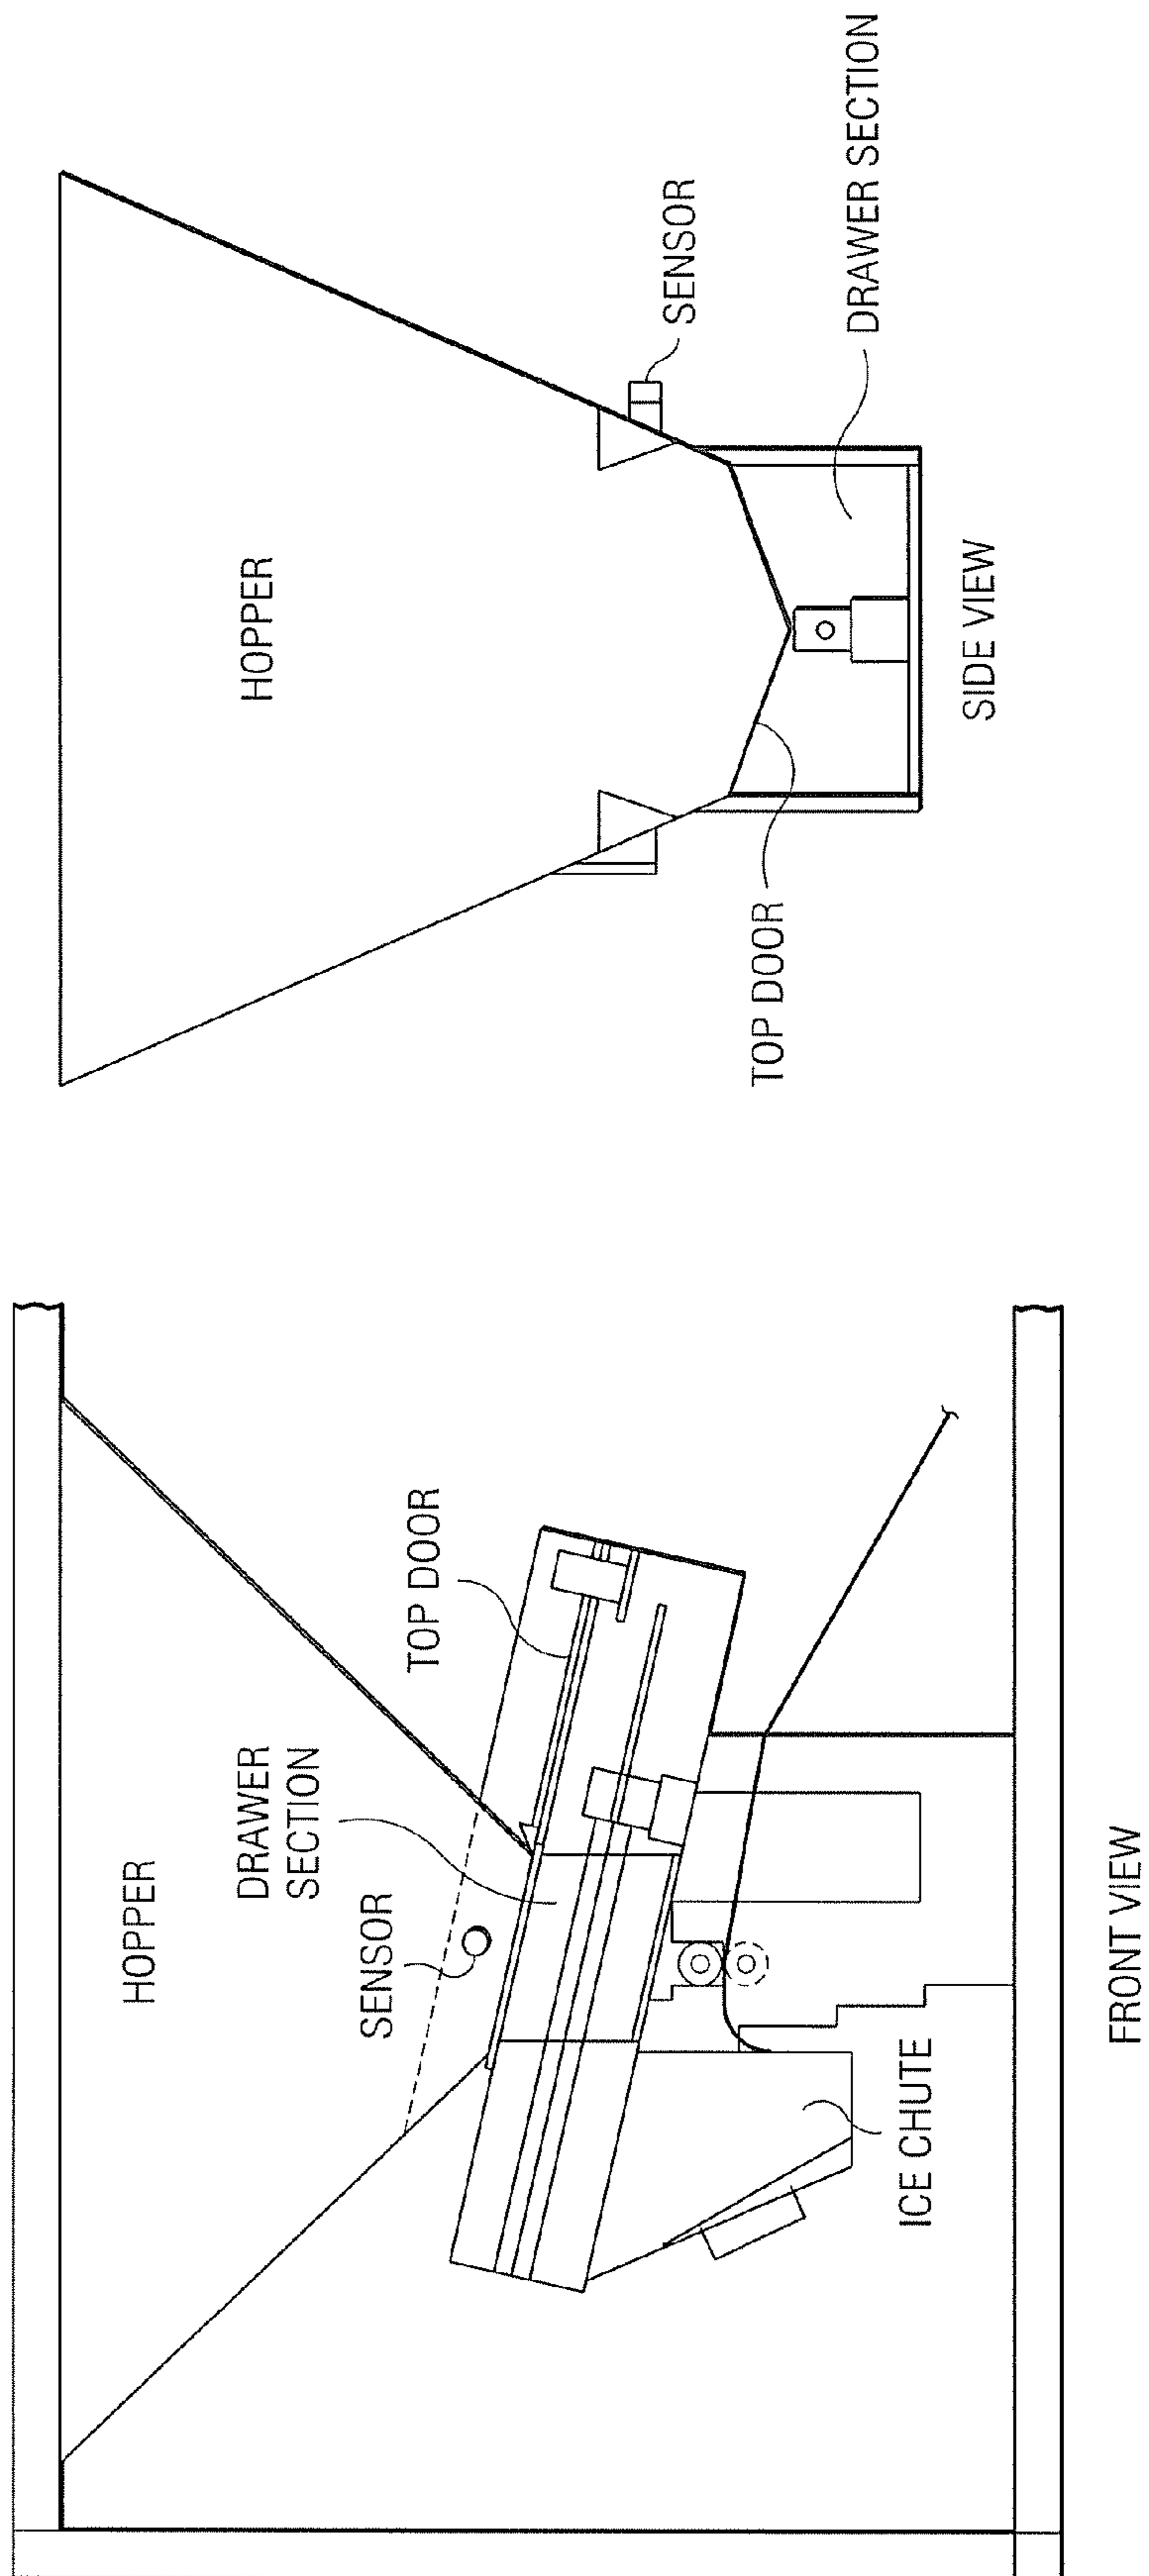 HOPPER
DRAWER
SECTION
SENSOR
TOP DOOR
ICE CHUTE
FRONT VIEW
HOPPER
SENSOR
DRAWER SECTION
TOP DOOR
SIDE VIEW